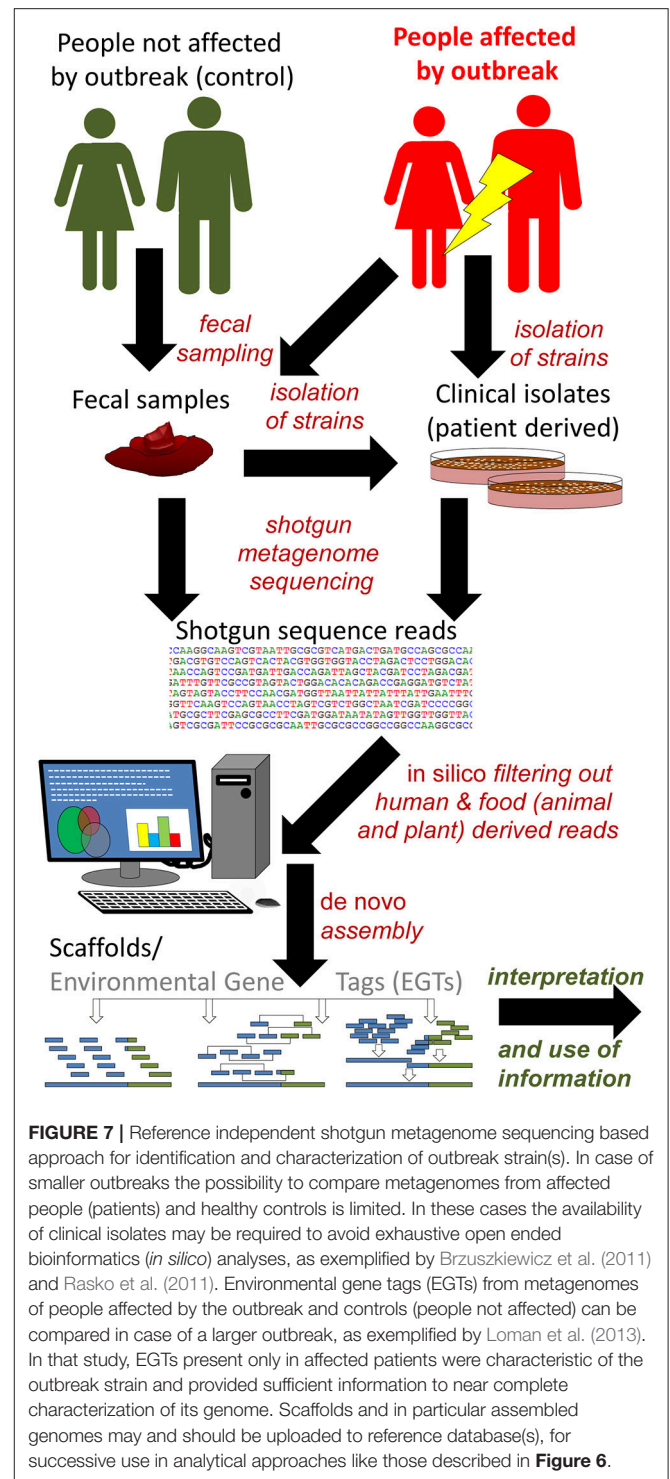 People not affected
by outbreak (control)
People affected
by outbreak
fecal
sampling
isolation
of strains
isolation
of strains
Fecal samples
Clinical isolates
(patient derived)
shotgun
metagenome
sequencing
Shotgun sequence reads
in silico filtering out
human & food (animal
and plant) derived reads
de novo
assembly
Scaffolds/
Environmental Gene Tags (EGTs)
interpretation
and use of
information
FIGURE 7 | Reference independent shotgun metagenome sequencing based
approach for identification and characterization of outbreak strain(s). In case of
smaller outbreaks the possibility to compare metagenomes from affected
people (patients) and healthy controls is limited. In these cases the availability
of clinical isolates may be required to avoid exhaustive open ended
bioinformatics (in silico) analyses, as exemplified by Brzuszkiewicz et al. (2011)
and Rasko et al. (2011). Environmental gene tags (EGTs) from metagenomes
of people affected by the outbreak and controls (people not affected) can be
compared in case of a larger outbreak, as exemplified by Loman et al. (2013).
In that study, EGTs present only in affected patients were characteristic of the
outbreak strain and provided sufficient information to near complete
characterization of its genome. Scaffolds and in particular assembled
genomes may and should be uploaded to reference database(s), for
successive use in analytical approaches like those described in Figure 6.